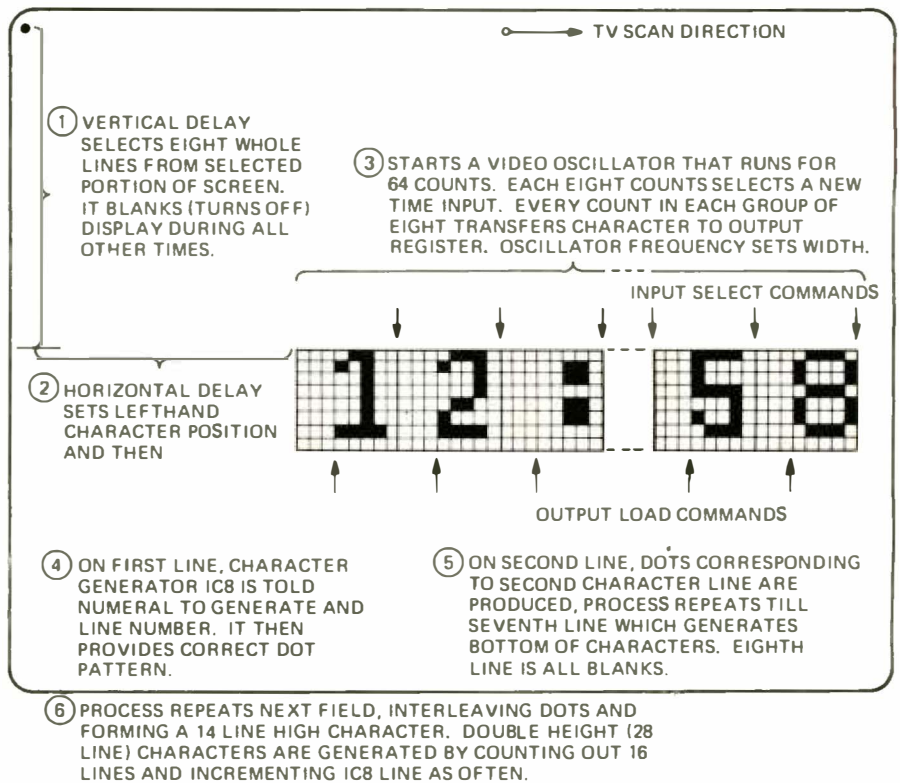 TV SCAN DIRECTION
1 VERTICAL DELAY
SELECTS EIGHT WHOLE
LINES FROM SELECTED
PORTION OF SCREEN.
IT BLANKS (TURNS OFF)
DISPLAY DURING ALL
OTHER TIMES.
3 STARTS A VIDEO OSCILLATOR THAT RUNS FOR
64 COUNTS. EACH EIGHT COUNTS SELECTS A NEW
TIME INPUT. EVERY COUNT IN EACH GROUP OF
EIGHT TRANSFERS CHARACTER TO OUTPUT
REGISTER. OSCILLATOR FREQUENCY SETS WIDTH.
INPUT SELECT COMMANDS
12: 58
2 HORIZONTAL DELAY
SETS LEFTHAND
CHARACTER POSITION
AND THEN
OUTPUT LOAD COMMANDS
4 ON FIRST LINE, CHARACTER
GENERATOR IC8 IS TOLD
NUMERAL TO GENERATE AND
LINE NUMBER. IT THEN
PROVIDES CORRECT DOT
PATTERN.
5 ON SECOND LINE, DOTS CORRESPONDING
TO SECOND CHARACTER LINE ARE
PRODUCED, PROCESS REPEATS TILL
SEVENTH LINE WHICH GENERATES
BOTTOM OF CHARACTERS. EIGHTH
LINE IS ALL BLANKS.
6 PROCESS REPEATS NEXT FIELD, INTERLEAVING DOTS AND
FORMING A 14 LINE HIGH CHARACTER. DOUBLE HEIGHT (28
LINE) CHARACTERS ARE GENERATED BY COUNTING OUT 16
LINES AND INCREMENTING IC8 LINE AS OFTEN.